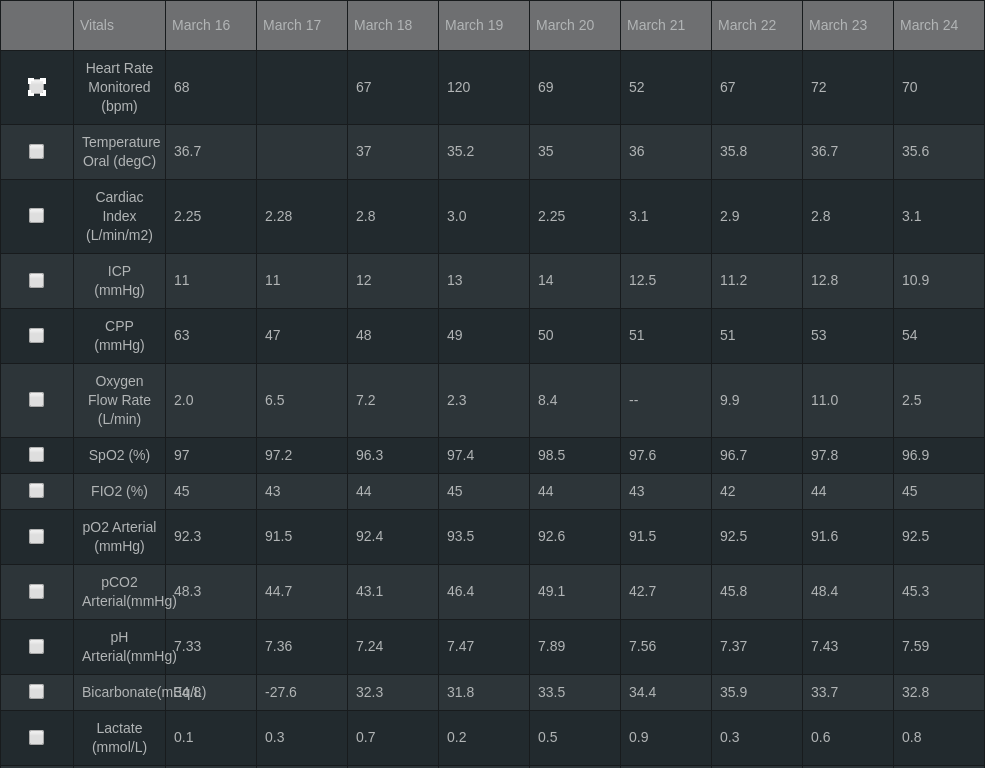 Vitals March 16 March 17 March 18 March 19 March 20 March 21 March 22 March 23 March 24
Heart Rate
Monitored
(bpm)
68 67 120 69 52 67 72 70
Temperature
Oral (degC)
36.7 37 35.2 35 36 35.8 36.7 35.6
Cardiac
Index
(L/min/m2)
2.25 2.28 2.8 3.0 2.25 3.1 2.9 2.8 3.1
ICP
(mmHg)
11 11 12 13 14 12.5 11.2 12.8 10.9
CPP
(mmHg)
63 47 48 49 50 51 51 53 54
Oxygen
Flow Rate
(L/min)
2.0 6.5 7.2 2.3 8.4 -- 9.9 11.0 2.5
SpO2 (%) 97 97.2 96.3 97.4 98.5 97.6 96.7 97.8 96.9
FIO2 (%) 45 43 44 45 44 43 42 44 45
pO2 Arterial
(mmHg)
92.3 91.5 92.4 93.5 92.6 91.5 92.5 91.6 92.5
pCO2
Arterial(mmHg)
48.3 44.7 43.1 46.4 49.1 42.7 45.8 48.4 45.3
pH
Arterial(mmHg)
7.33 7.36 7.24 7.47 7.89 7.56 7.37 7.43 7.59
Bicarbonate(mEq/L) -27.6 32.3 31.8 33.5 34.4 35.9 33.7 32.8
Lactate
(mmol/L)
0.1 0.3 0.7 0.2 0.5 0.9 0.3 0.6 0.8